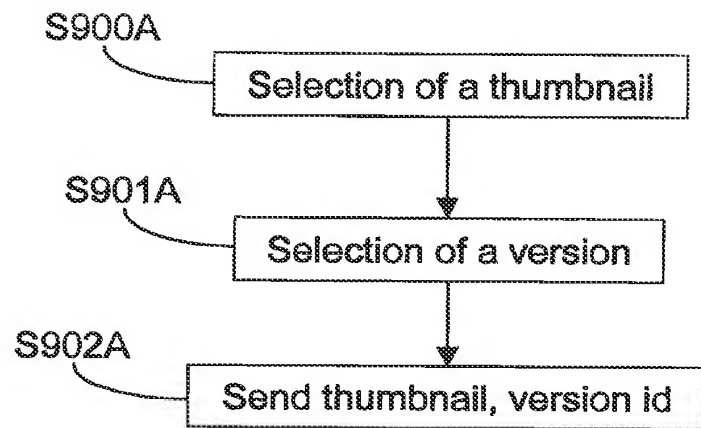 S900A
Selection of a thumbnail
S901A
Selection of a version
S902A
Send thumbnail, version id